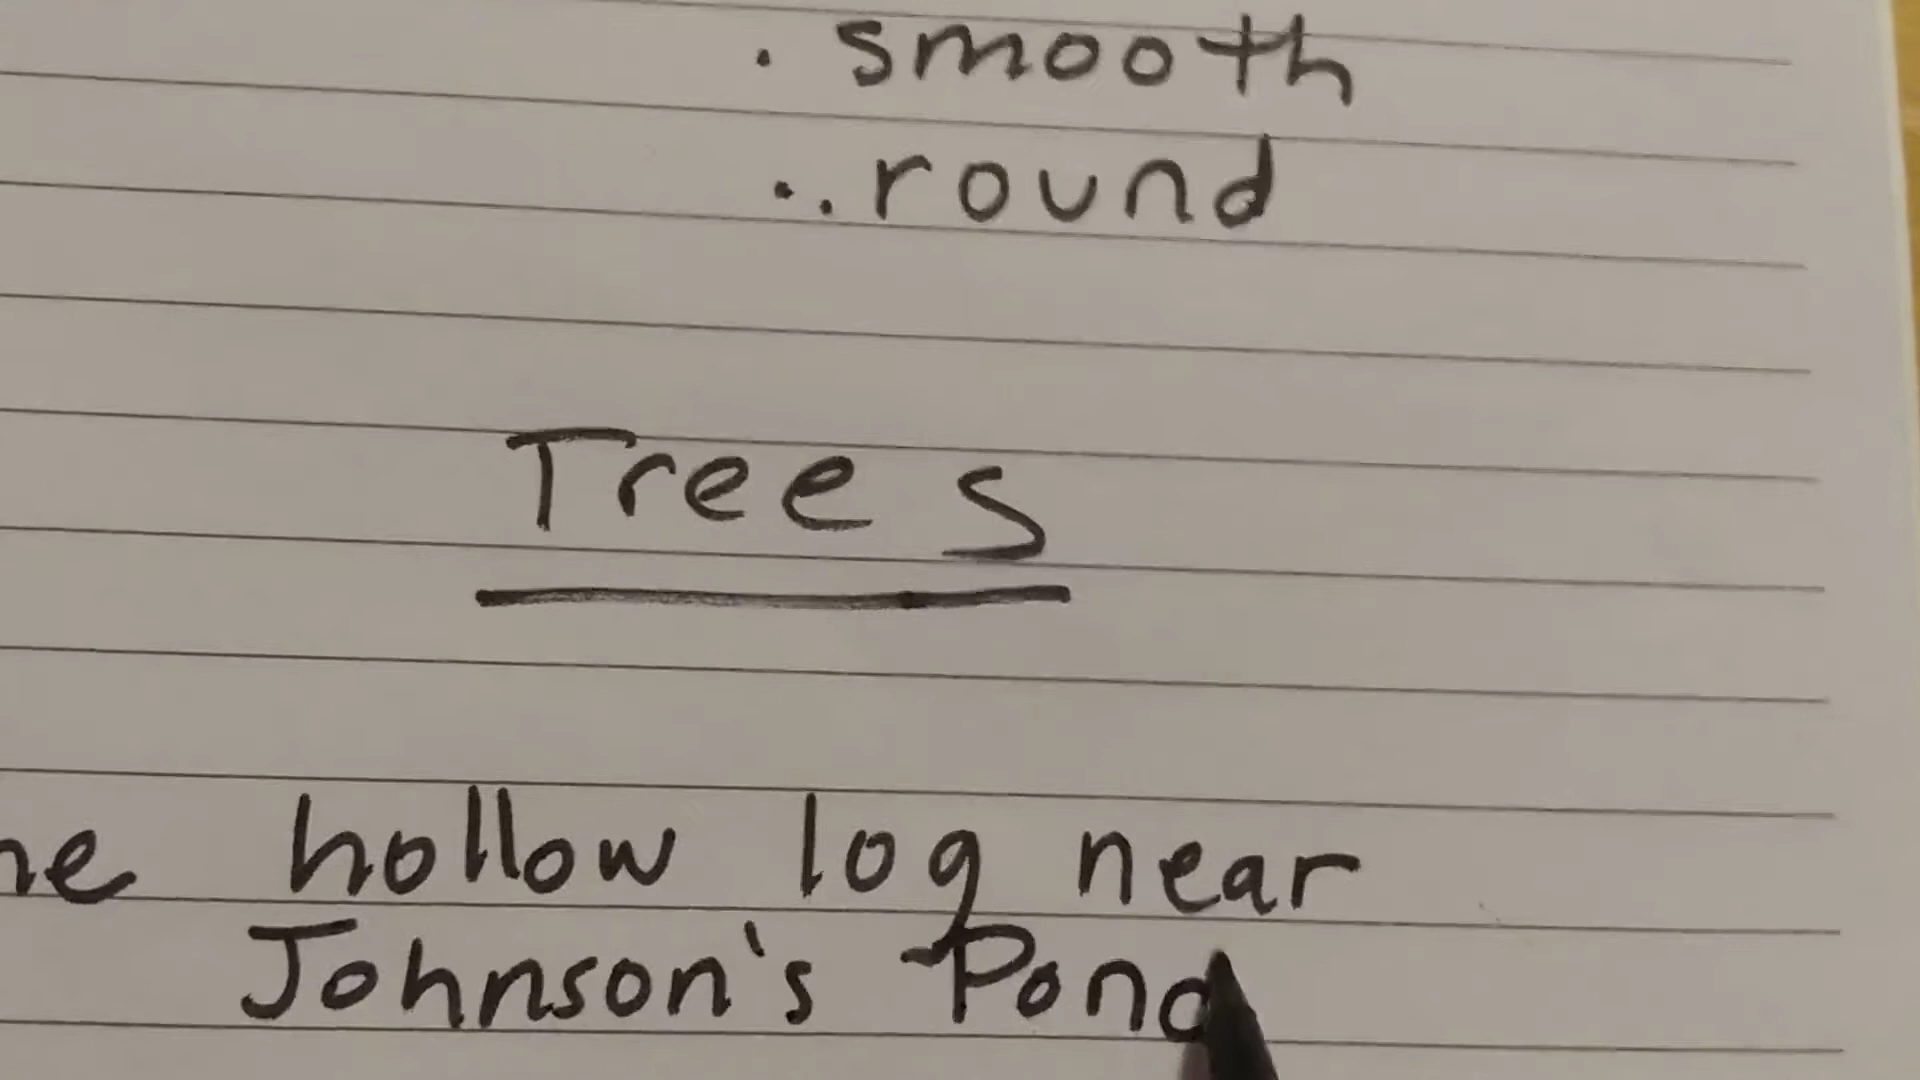 . smooth
.. round
Trees
hollow log near
Johnson's Pond